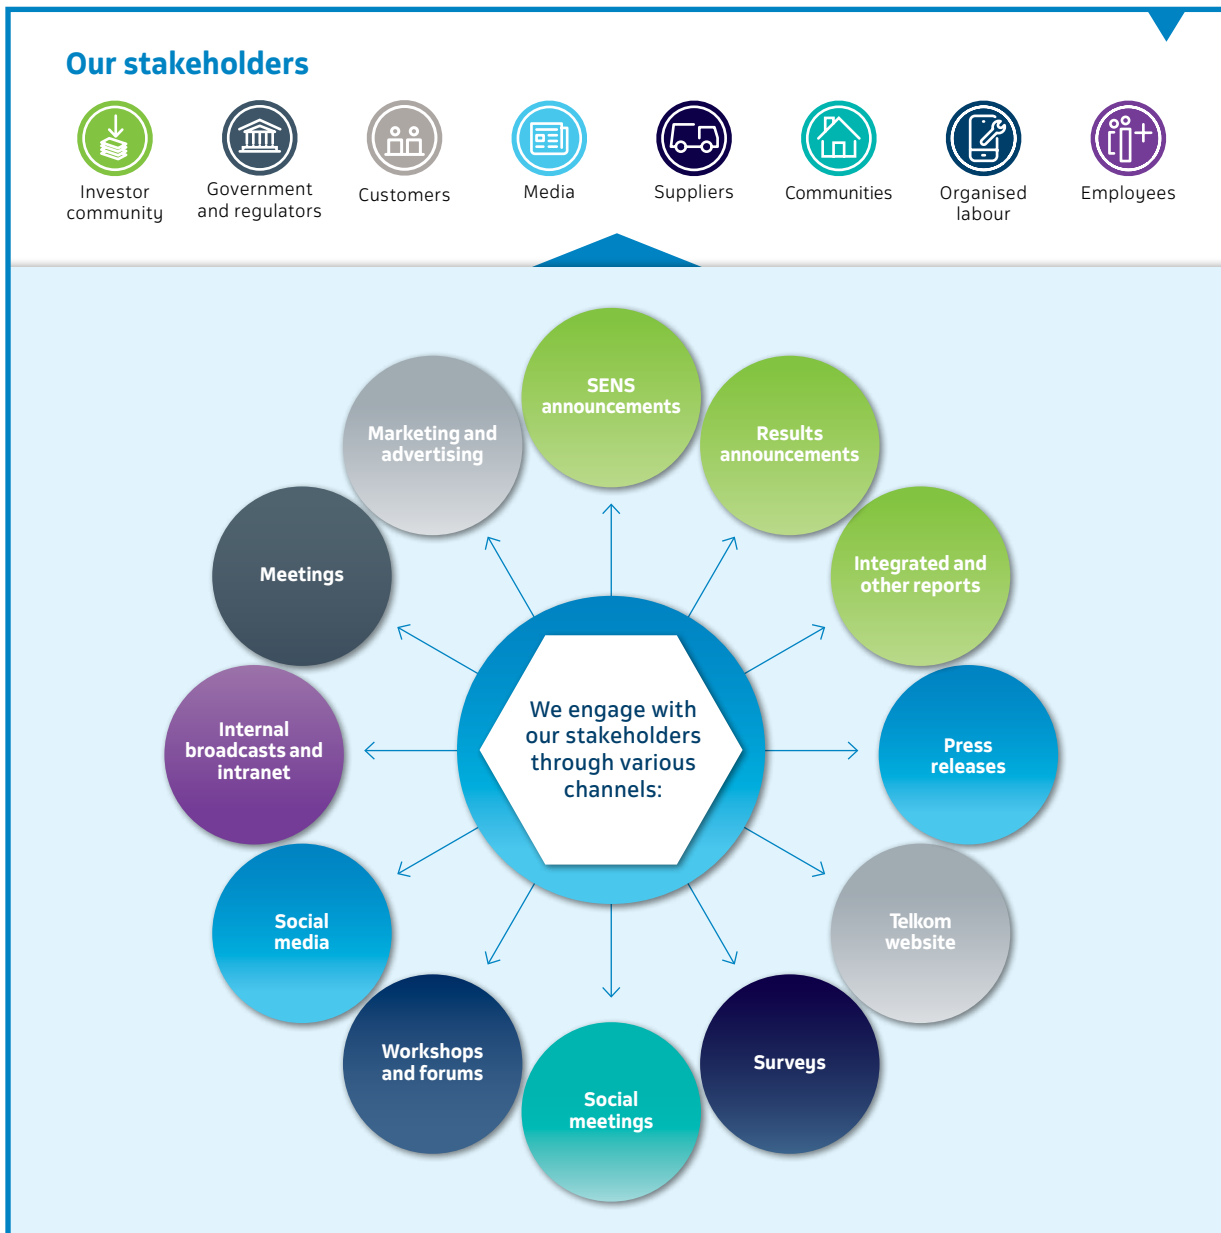 Our stakeholders
Investor
community
Government
and regulators
Customers
Media
Suppliers
Communities
Organised
labour
Employees
SENS
announcements
Results
announcements
Integrated and
other reports
Press
releases
Telkom
website
Surveys
Social
meetings
Workshops
and forums
Social
media
Internal
broadcasts and
intranet
Meetings
Marketing and
advertising
We engage with
our stakeholders
through various
channels: